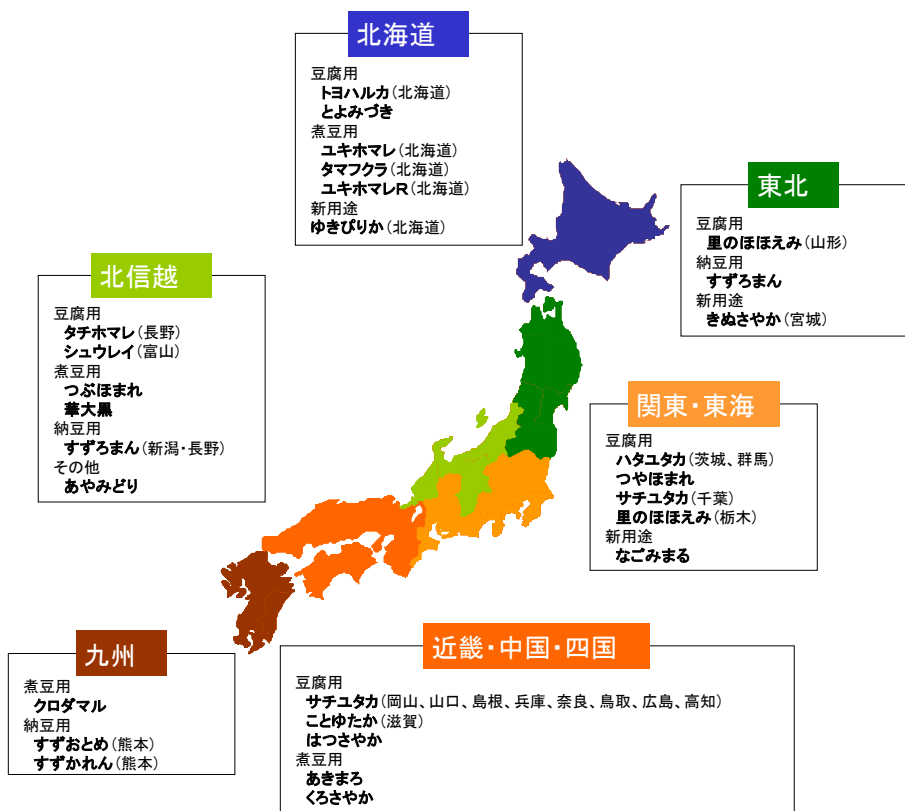 北海道
豆腐用
トヨハルカ(北海道)
とよみづき
煮豆用
ユキホマレ(北海道)
タマフクラ(北海道)
ユキホマレR(北海道)
新用途
ゆきぴりか(北海道)
東北
豆腐用
里のほほえみ(山形)
納豆用
すずろまん
新用途
きぬさやか(宮城)
北信越
豆腐用
タチホマレ(長野)
シュウレイ(富山)
煮豆用
つぶほまれ
華大黒
納豆用
すずろまん(新潟・長野)
その他
あやみどり
関東・東海
豆腐用
ハタユタカ(茨城、群馬)
つやほまれ
サチユタカ(千葉)
里のほほえみ(栃木)
新用途
なごみまる
九州
煮豆用
クロダマル
納豆用
すずおとめ(熊本)
すずかれん(熊本)
近畿・中国・四国
豆腐用
サチユタカ(岡山、山口、島根、兵庫、奈良、鳥取、広島、高知)
ことゆたか(滋賀)
はつさやか
煮豆用
あきまろ
くろさやか